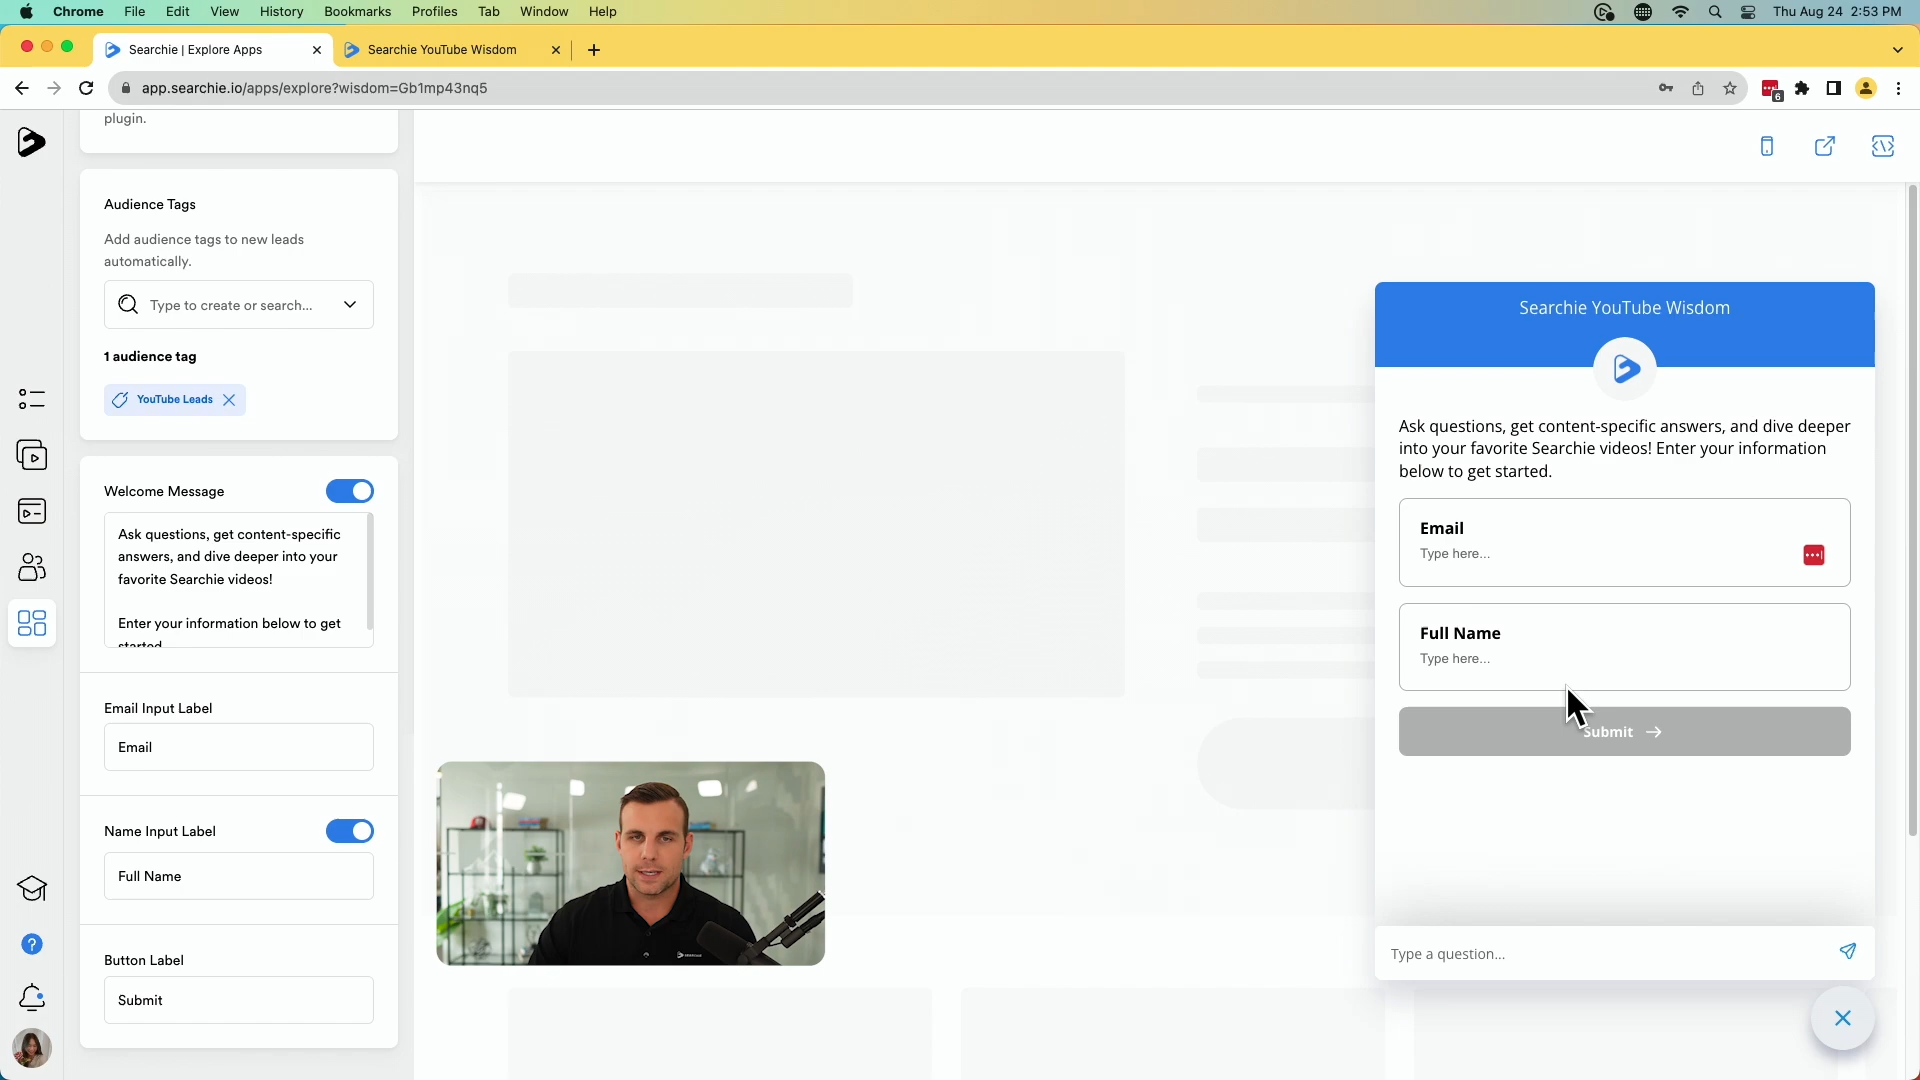 Chrome File Edit View History Bookmarks Profiles Tab Window Help
Thu Aug 24 2:53 PM
Searchie | Explore Apps
Searchie YouTube Wisdom
app.searchie.io/apps/explore?wisdom=Gb1mp43nq5
6
plugin.
Audience Tags
Add audience tags to new leads
automatically.
Type to create or search...
1 audience tag
YouTube Leads
Welcome Message
Ask questions, get content-specific
answers, and dive deeper into your
favorite Searchie videos!
Enter your information below to get
started
Email Input Label
Email
Name Input Label
Full Name
Button Label
Submit
?
Searchie YouTube Wisdom
Ask questions, get content-specific answers, and dive deeper
into your favorite Searchie videos! Enter your information
below to get started.
Email
Type here...
Full Name
Type here...
Submit
Type a question...